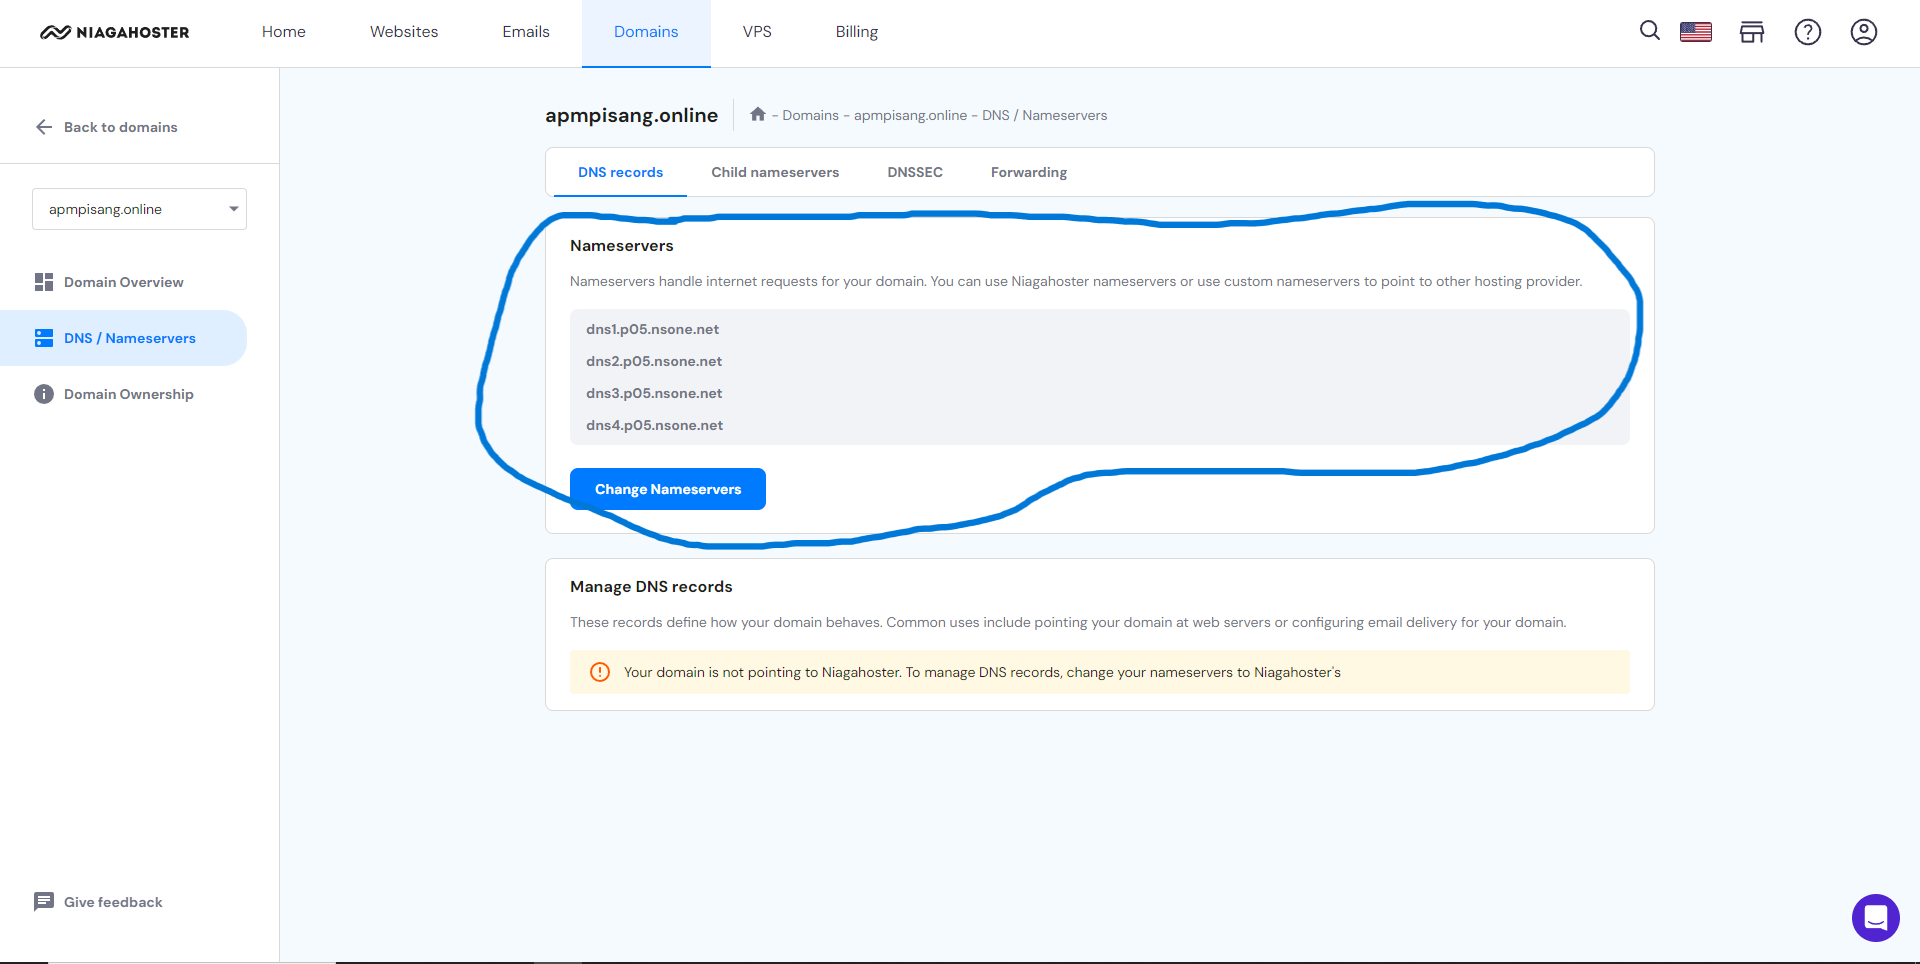 NIAGAHOSTER
Home Websites Emails Domains VPS Billing
Back to domains
apmpisang.online
Domain Overview
DNS / Nameservers
Domain Ownership
Give feedback
apmpisang.online - Domains - apmpisang.online - DNS / Nameservers
DNS records Child nameservers DNSSEC Forwarding
Nameservers
Nameservers handle internet requests for your domain. You can use Niagahoster nameservers or use custom nameservers to point to other hosting provider.
dns1.p05.nsone.net
dns2.p05.nsone.net
dns3.p05.nsone.net
dns4.p05.nsone.net
Change Nameservers
Manage DNS records
These records define how your domain behaves. Common uses include pointing your domain at web servers or configuring email delivery for your domain.
Your domain is not pointing to Niagahoster. To manage DNS records, change your nameservers to Niagahoster's